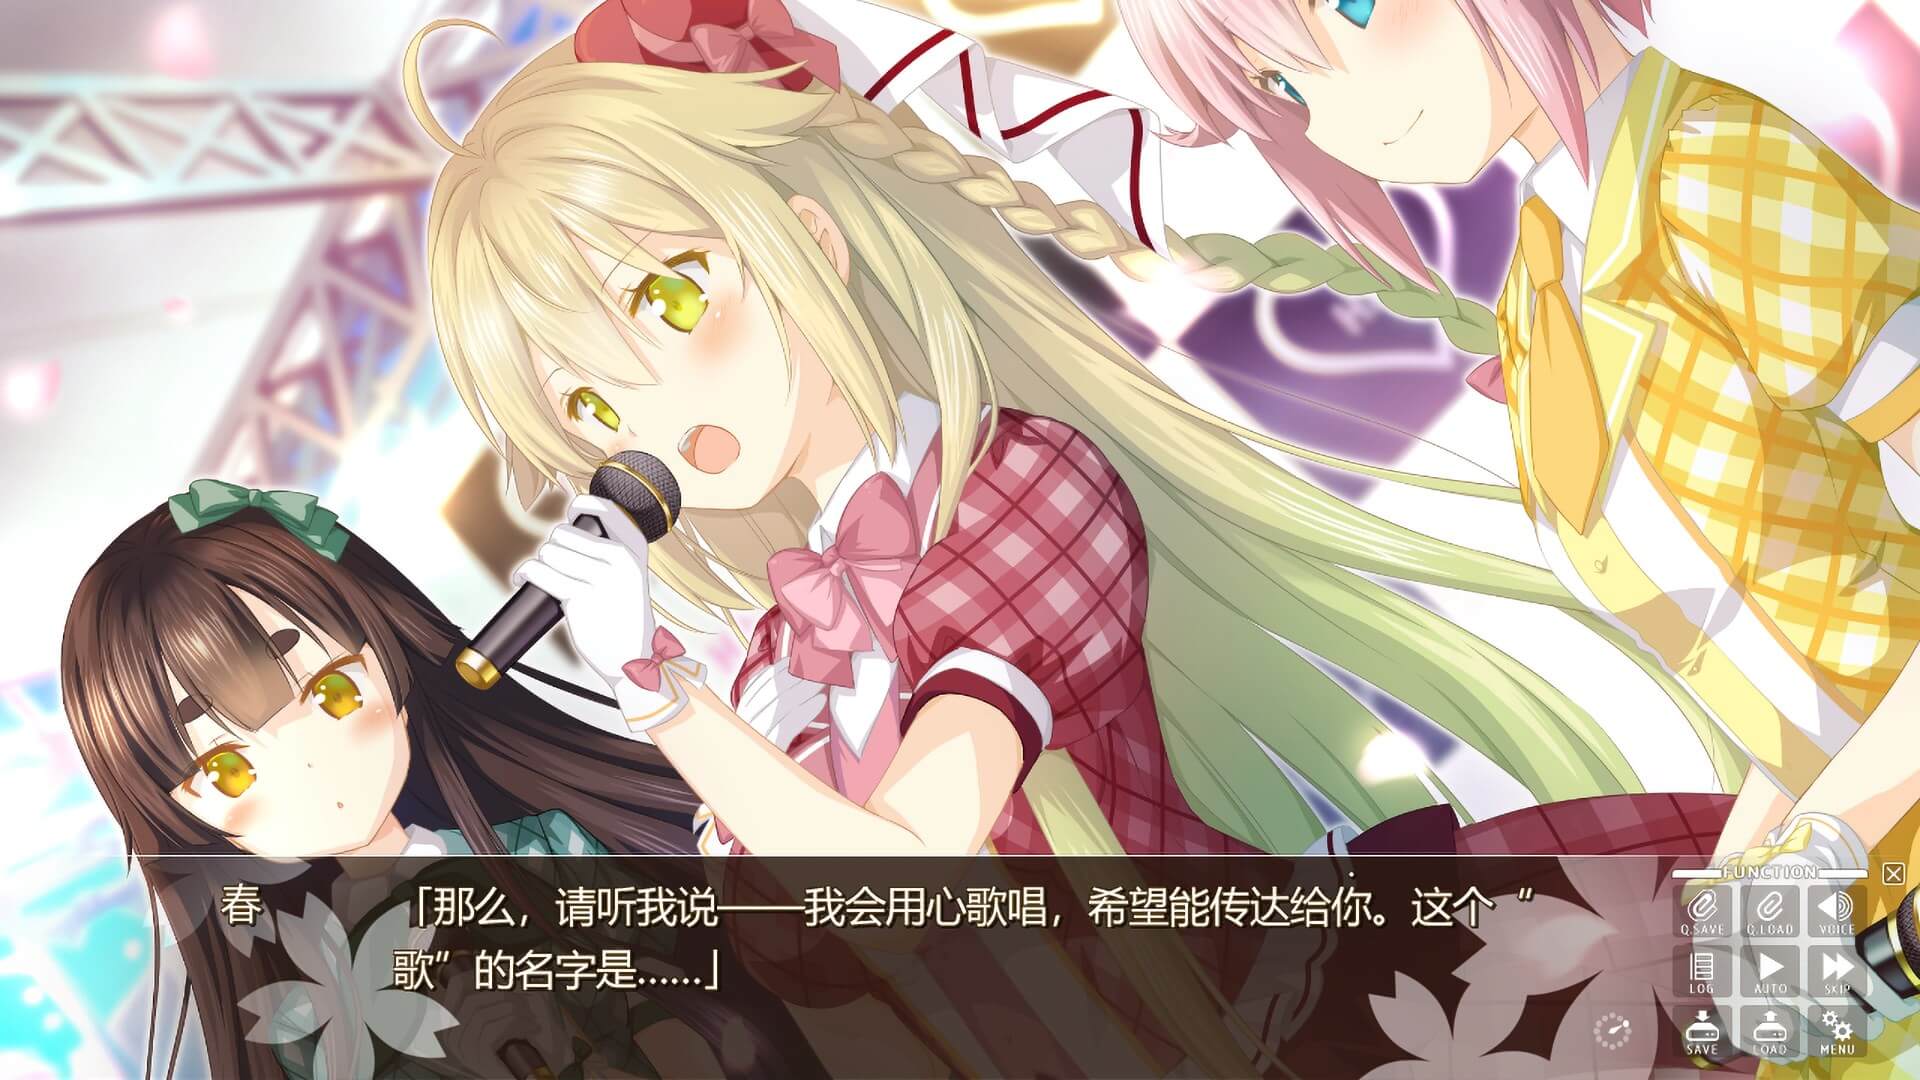 春
「那么，请听我说——我会用心歌唱，希望能传达给你。这个“
歌”的名字是……」
FUNCTION
Q.SAVE Q.LOAD VOICE
LOG AUTO SKIP
SAVE LOAD MENU